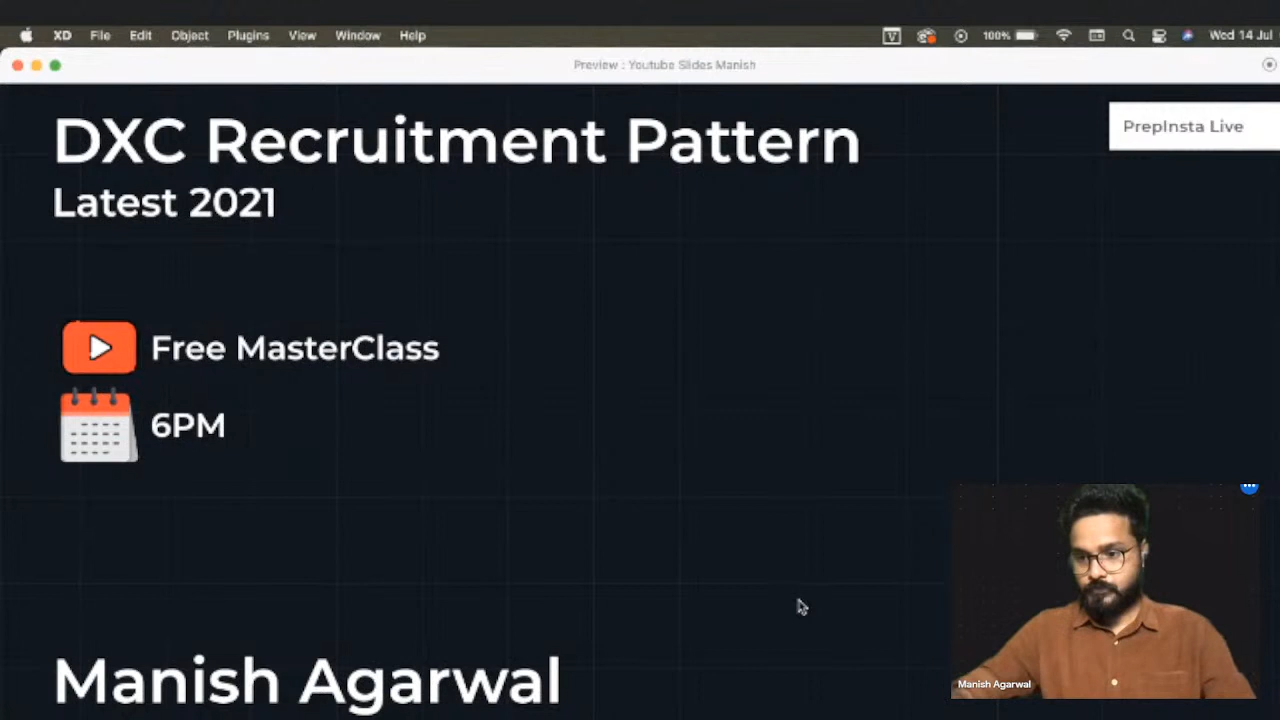 XD File Edit Object Plugins View Window Help 100% Wed 14 Jul
Preview : Youtube Slides Manish
DXC Recruitment Pattern
PrepInsta Live
Latest 2021
Free MasterClass
6PM
Manish Agarwal
Manish Agarwal